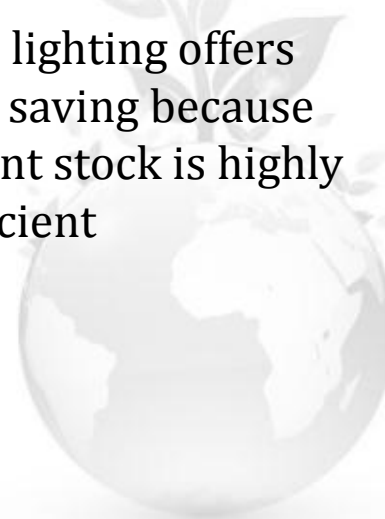 lighting offers
saving because
nt stock is highly
cient